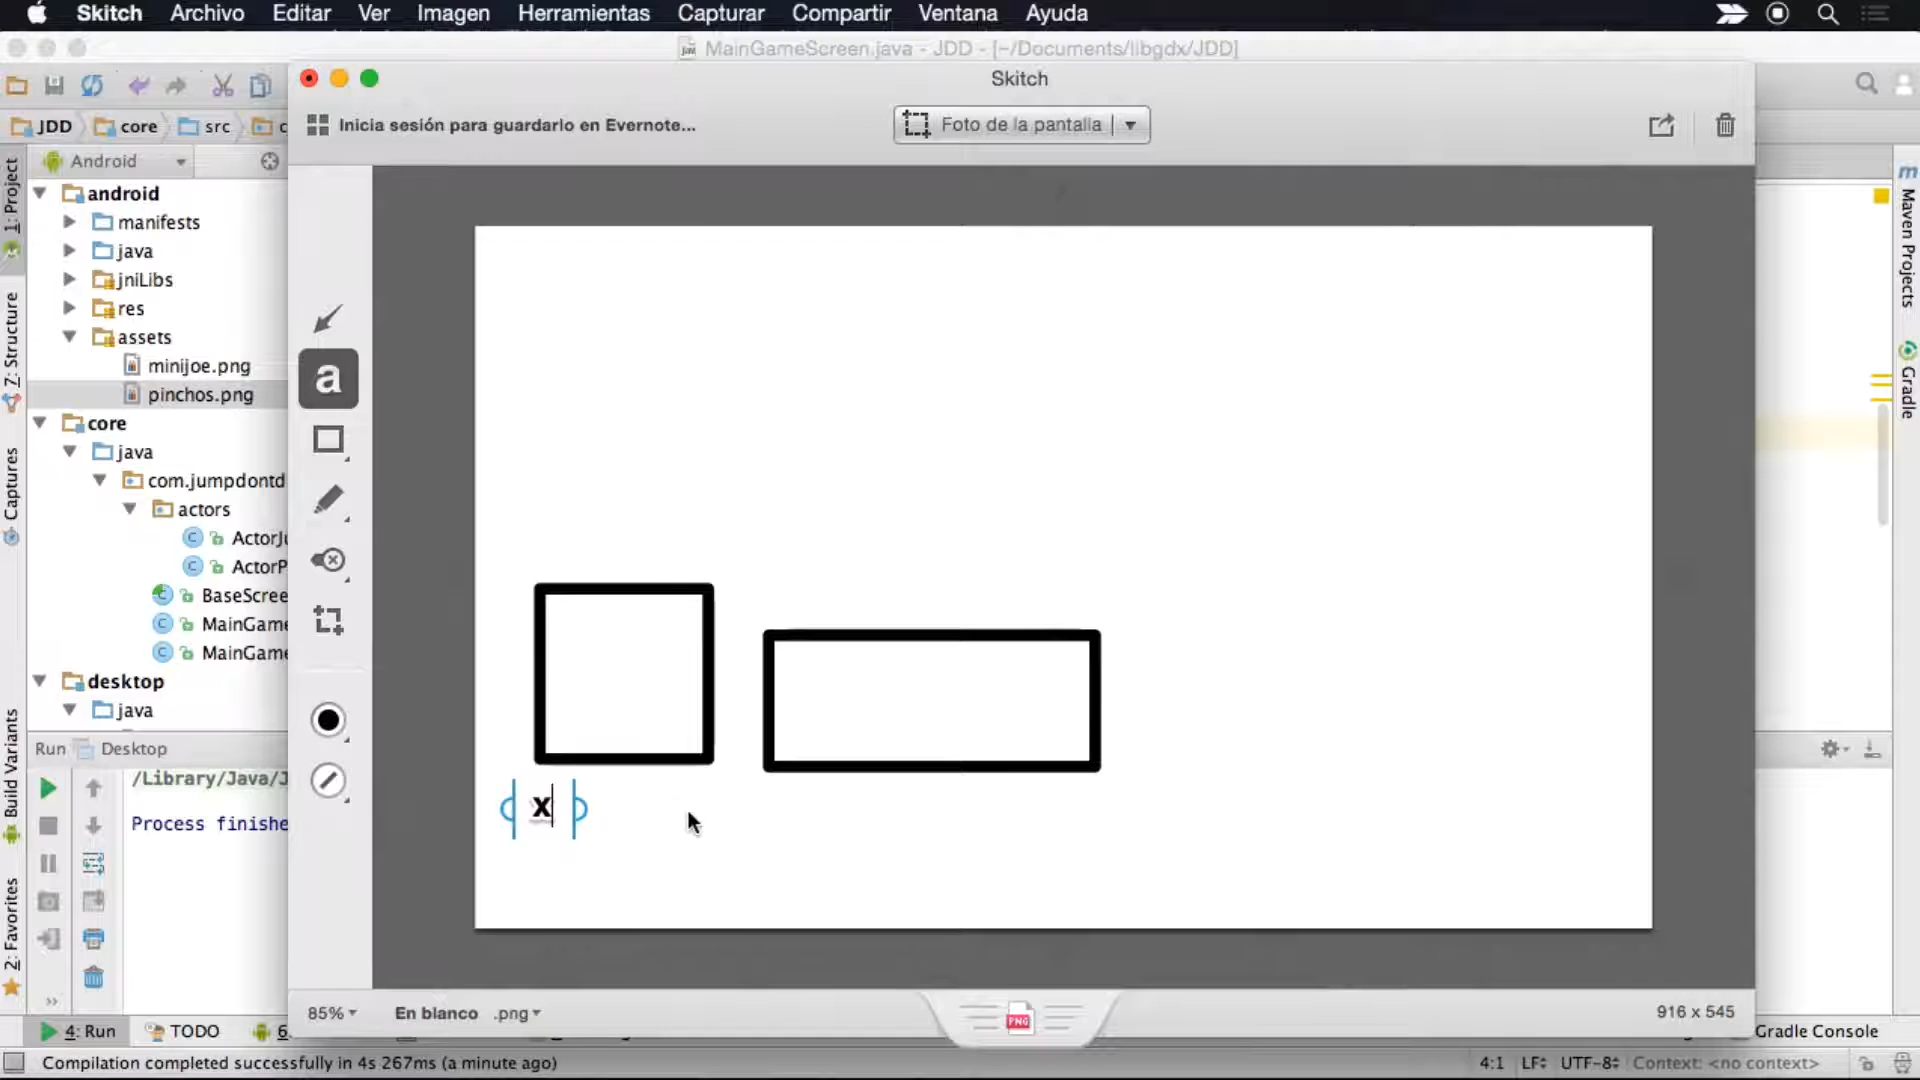 Skitch Archivo Editar Ver Imagen Herramientas Capturar Compartir Ventana Ayuda
MainGameScreen.java - JDD - [~/Documents/libgdx/JDD]
Skitch
Inicia sesión para guardarlo en Evernote...
Foto de la pantalla
JDD core src c
Android
android
manifests
java
jniLibs
res
assets
minijoe.png
pinchos.png
core
java
com.jumpdontd
actors
ActorJu
ActorP
BaseScree
MainGame
MainGame
desktop
java
1: Project
7: Structure
Captures
Build Variants
2: Favorites
a
x
Run Desktop
/Library/Java/J
Process finishe
85%
En blanco .png
PNG
916 x 545
m
Maven Projects
Gradle
4: Run TODO 6
Gradle Console
Compilation completed successfully in 4s 267ms (a minute ago)
4:1 LF UTF-8 Context: <no context>